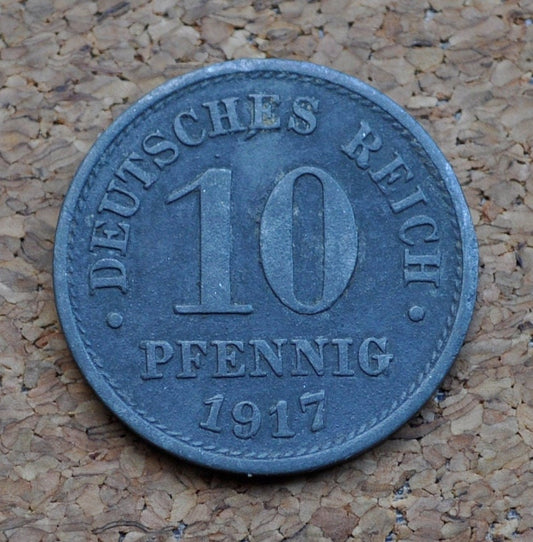 DEUTSCHES REICH
10
PFENNIG
1917